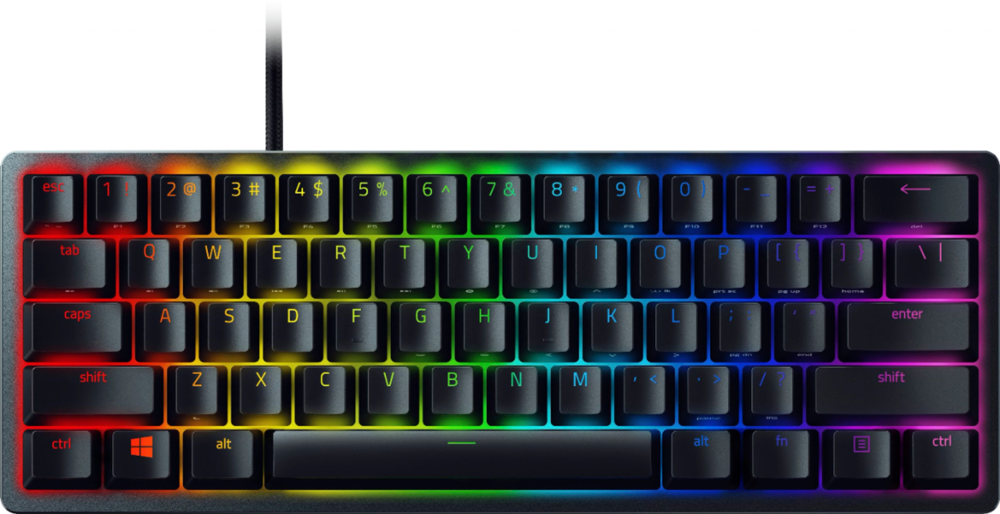 esc 1 ! 2 @ 3 # 4 $ 5 % 6 ^ 7 & 8 * 9 ( 0 ) - _ = + ←
F1 F2 F3 F4 F5 F6 F7 F8 F9 F10 F11 F12 del
tab Q W E R T Y U I O P [ { ] } \ |
prt sc pg up home
caps A S D F G H J K L ; : ' " enter
pg dn end
shift Z X C V B N M , < . > / ? shift
pause ins
ctrl alt alt fn ctrl